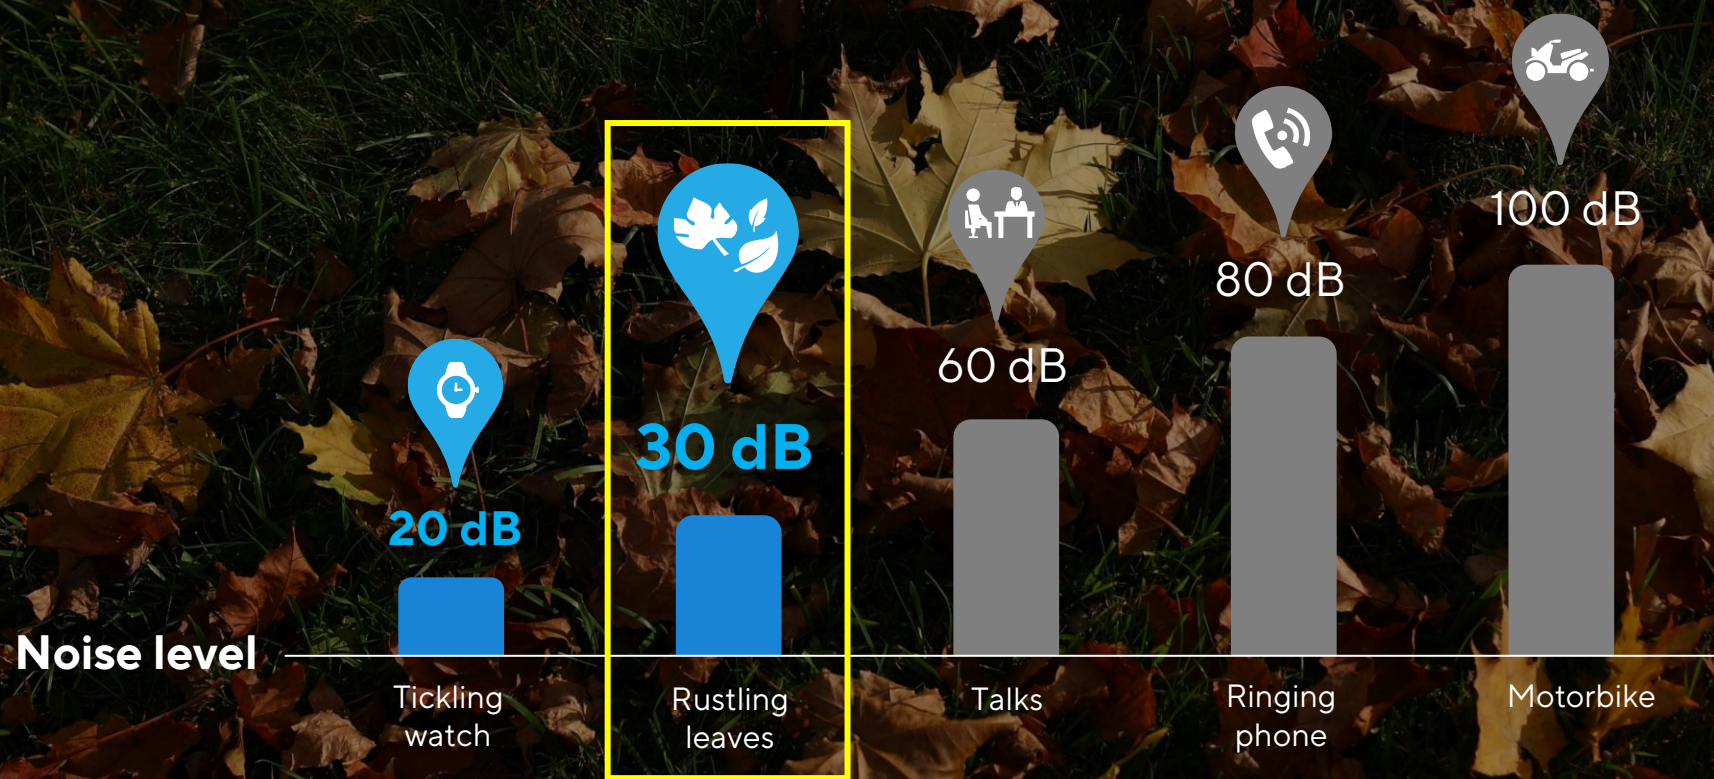 100 dB
80 dB
60 dB
30 dB
20 dB
Noise level
Tickling
watch
Rustling
leaves
Talks
Ringing
phone
Motorbike